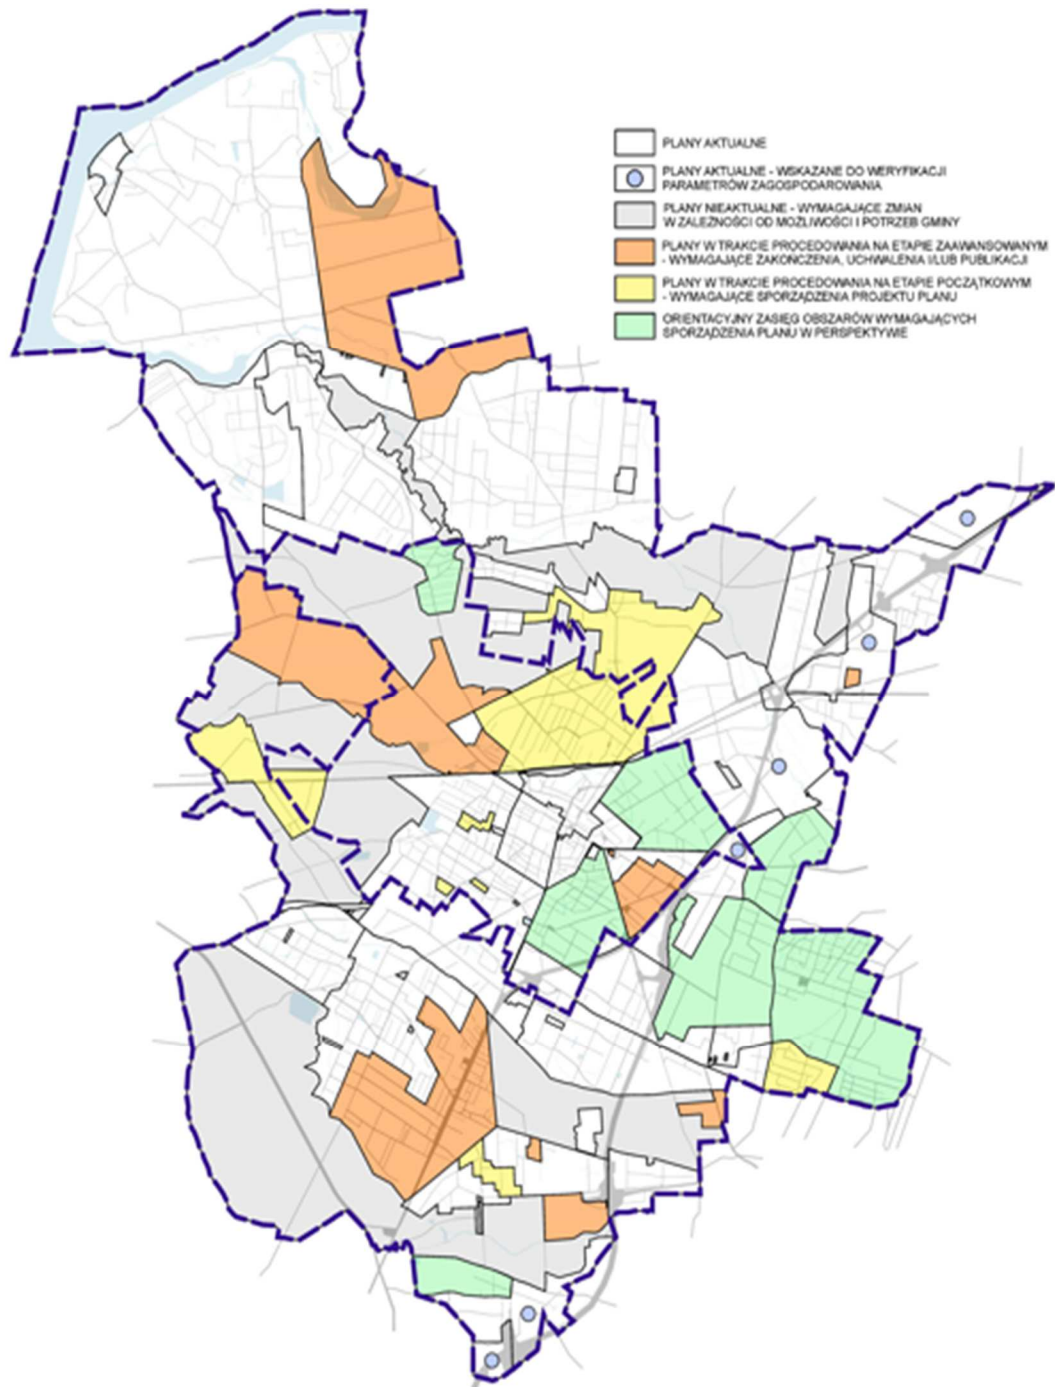 PLANY AKTUALNE
PLANY AKTUALNE - WSKAZANE DO WERYFIKACJI
PARAMETRÓW ZAGOSPODAROWANIA
PLANY NIEAKTUALNE - WYMAGAJĄCE ZMIAN
W ZALEŻNOŚCI OD MOŻLIWOŚCI I POTRZEB GMINY
PLANY W TRAKCIE PROCEDOWANIA NA ETAPIE ZAAWANSOWANYM
- WYMAGAJĄCE ZAKOŃCZENIA, UCHWALENIA I/LUB PUBLIKACJI
PLANY W TRAKCIE PROCEDOWANIA NA ETAPIE POCZĄTKOWYM
- WYMAGAJĄCE SPORZĄDZENIA PROJEKTU PLANU
ORIENTACYJNY ZASIĘG OBSZARÓW WYMAGAJĄCYCH
SPORZĄDZENIA PLANU W PERSPEKTYWIE